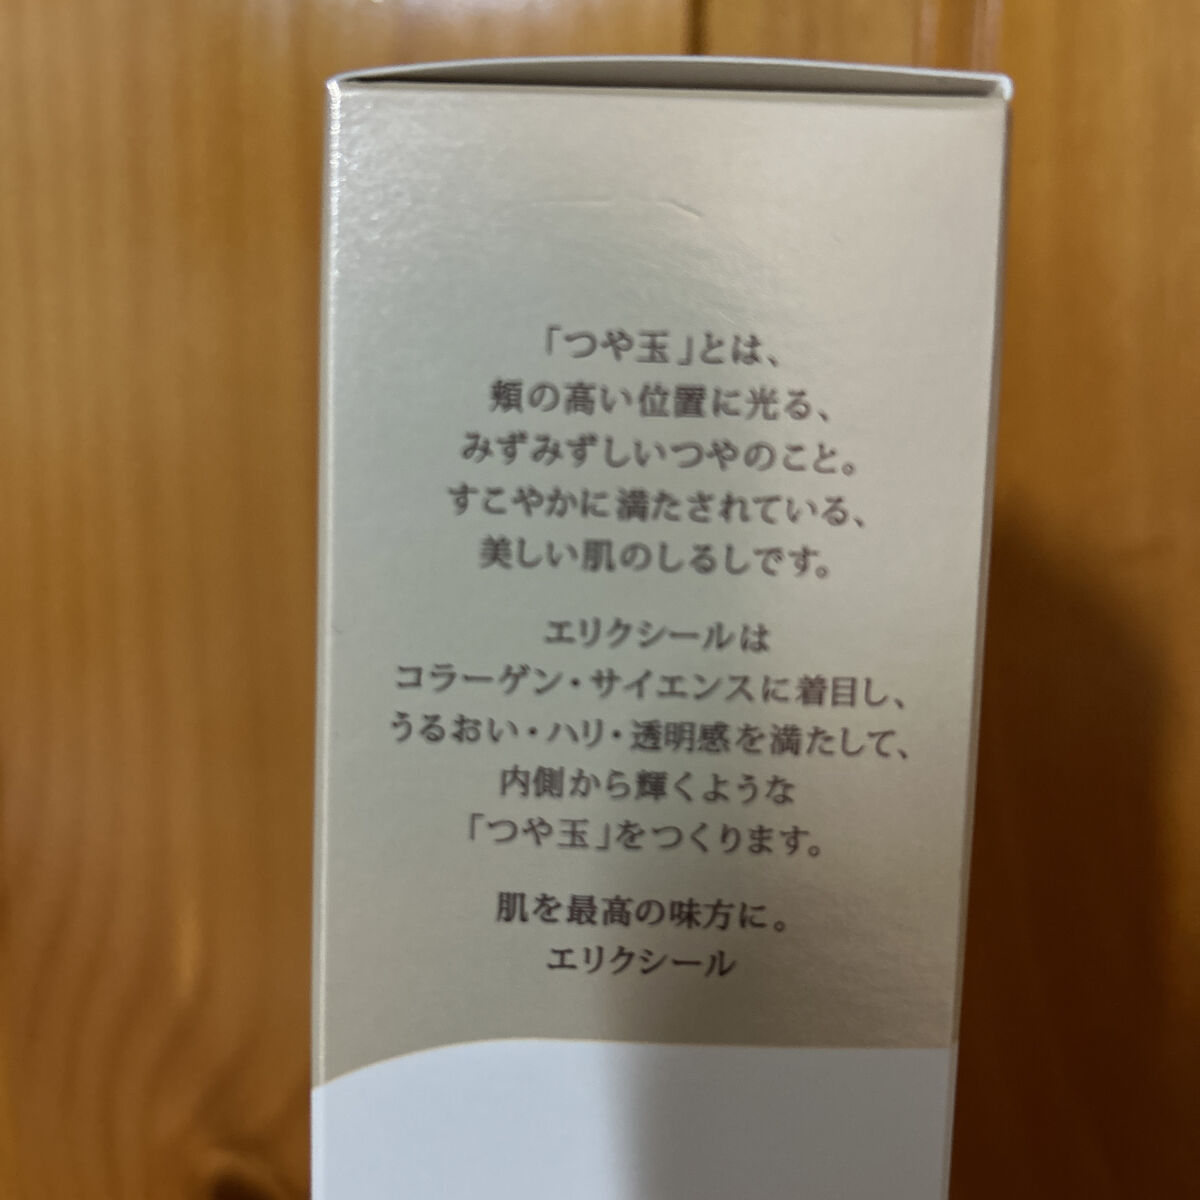 「つや玉」とは、
頬の高い位置に光る、
みずみずしいつやのこと。
すこやかに満たされている、
美しい肌のしるしです。
エリクシールは
コラーゲン・サイエンスに着目し、
うるおい・ハリ・透明感を満たして、
内側から輝くような
「つや玉」をつくります。
肌を最高の味方に。
エリクシール